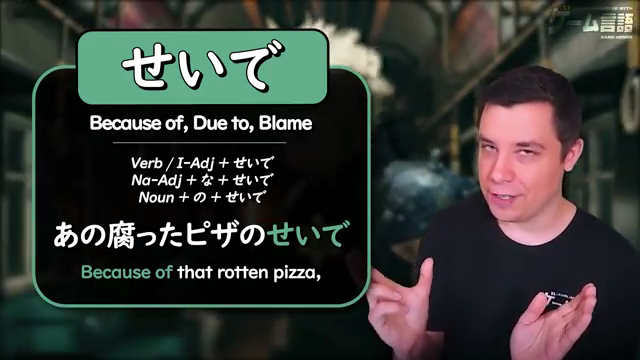 せいで
Because of, Due to, Blame
Verb / I-Adj + せいで
Na-Adj + な + せいで
Noun + の + せいで
あの腐ったピザのせいで
Because of that rotten pizza,
ゲーム言語